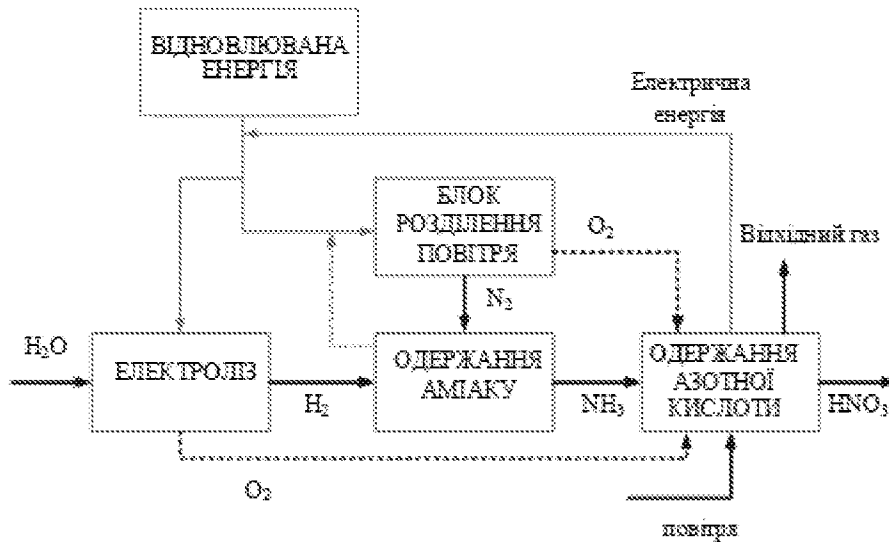 ВІДНОВЛЮВАНА
ЕНЕРГІЯ
Електрична
енергія
БЛОК
РОЗДІЛЕННЯ
ПОВІТРЯ
O₂
Відхідний газ
N₂
H₂O
ЕЛЕКТРОЛІЗ
H₂
ОДЕРЖАННЯ
АМІАКУ
NH₃
ОДЕРЖАННЯ
АЗОТНОЇ
КИСЛОТИ
HNO₃
O₂
повітря